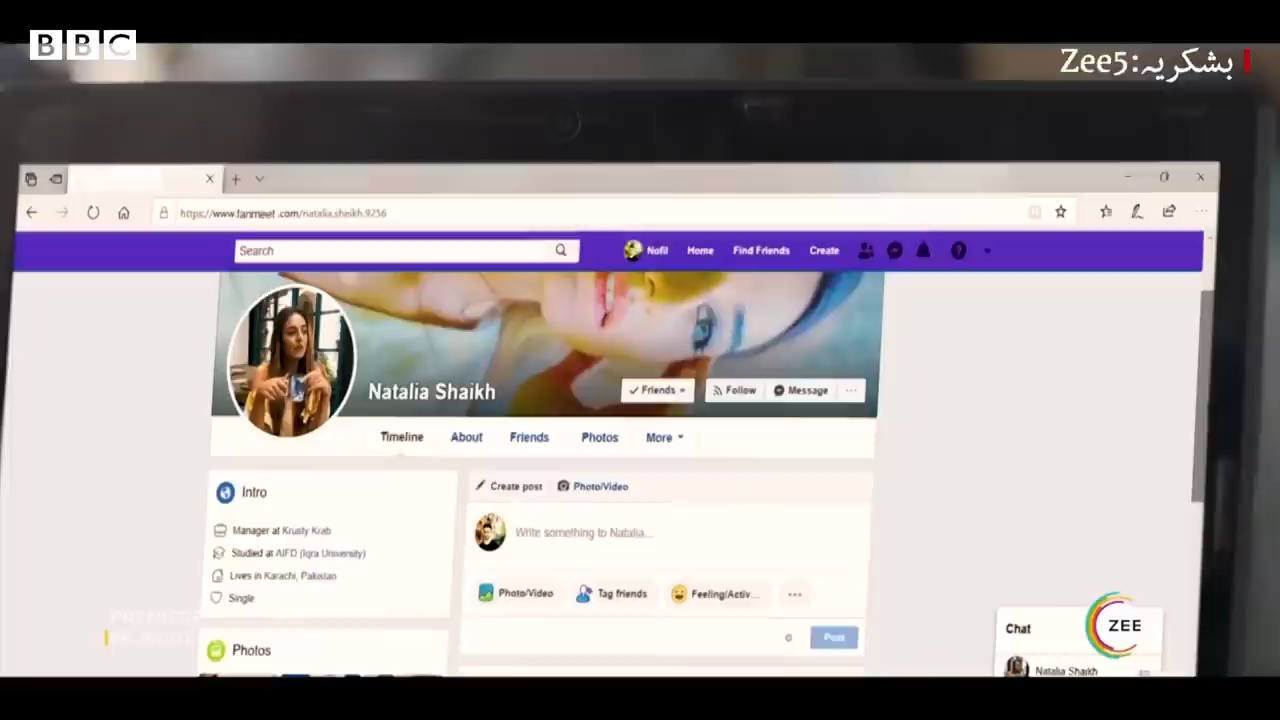 BBC
بشکریہ:Zee5
https://www.fanmeet .com/natalia.sheikh.9256
Search
Nofil Home Find Friends Create
Natalia Shaikh
Friends Follow Message
Timeline About Friends Photos More
Intro
Manager at Krusty Krab
Studied at AIFD (Iqra University)
Lives in Karachi, Pakistan
Single
Photos
Create post Photo/Video
Write something to Natalia...
Photo/Video Tag friends Feeling/Activ...
Post
Chat
Natalia Shaikh
ZEE